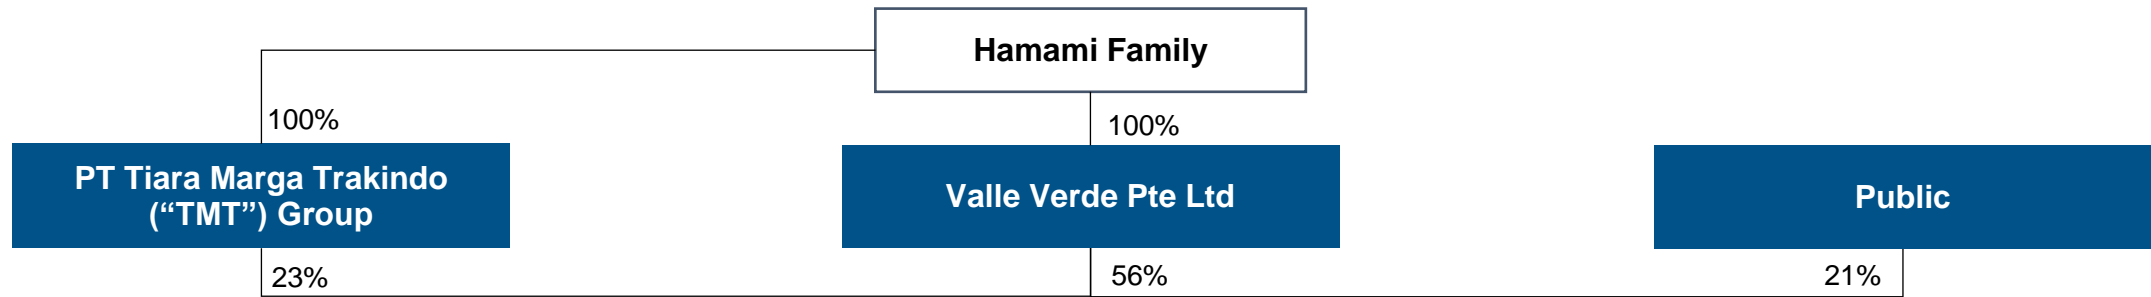 Hamami Family
100%
100%
PT Tiara Marga Trakindo
(“TMT”) Group
Valle Verde Pte Ltd
Public
23%
56%
21%